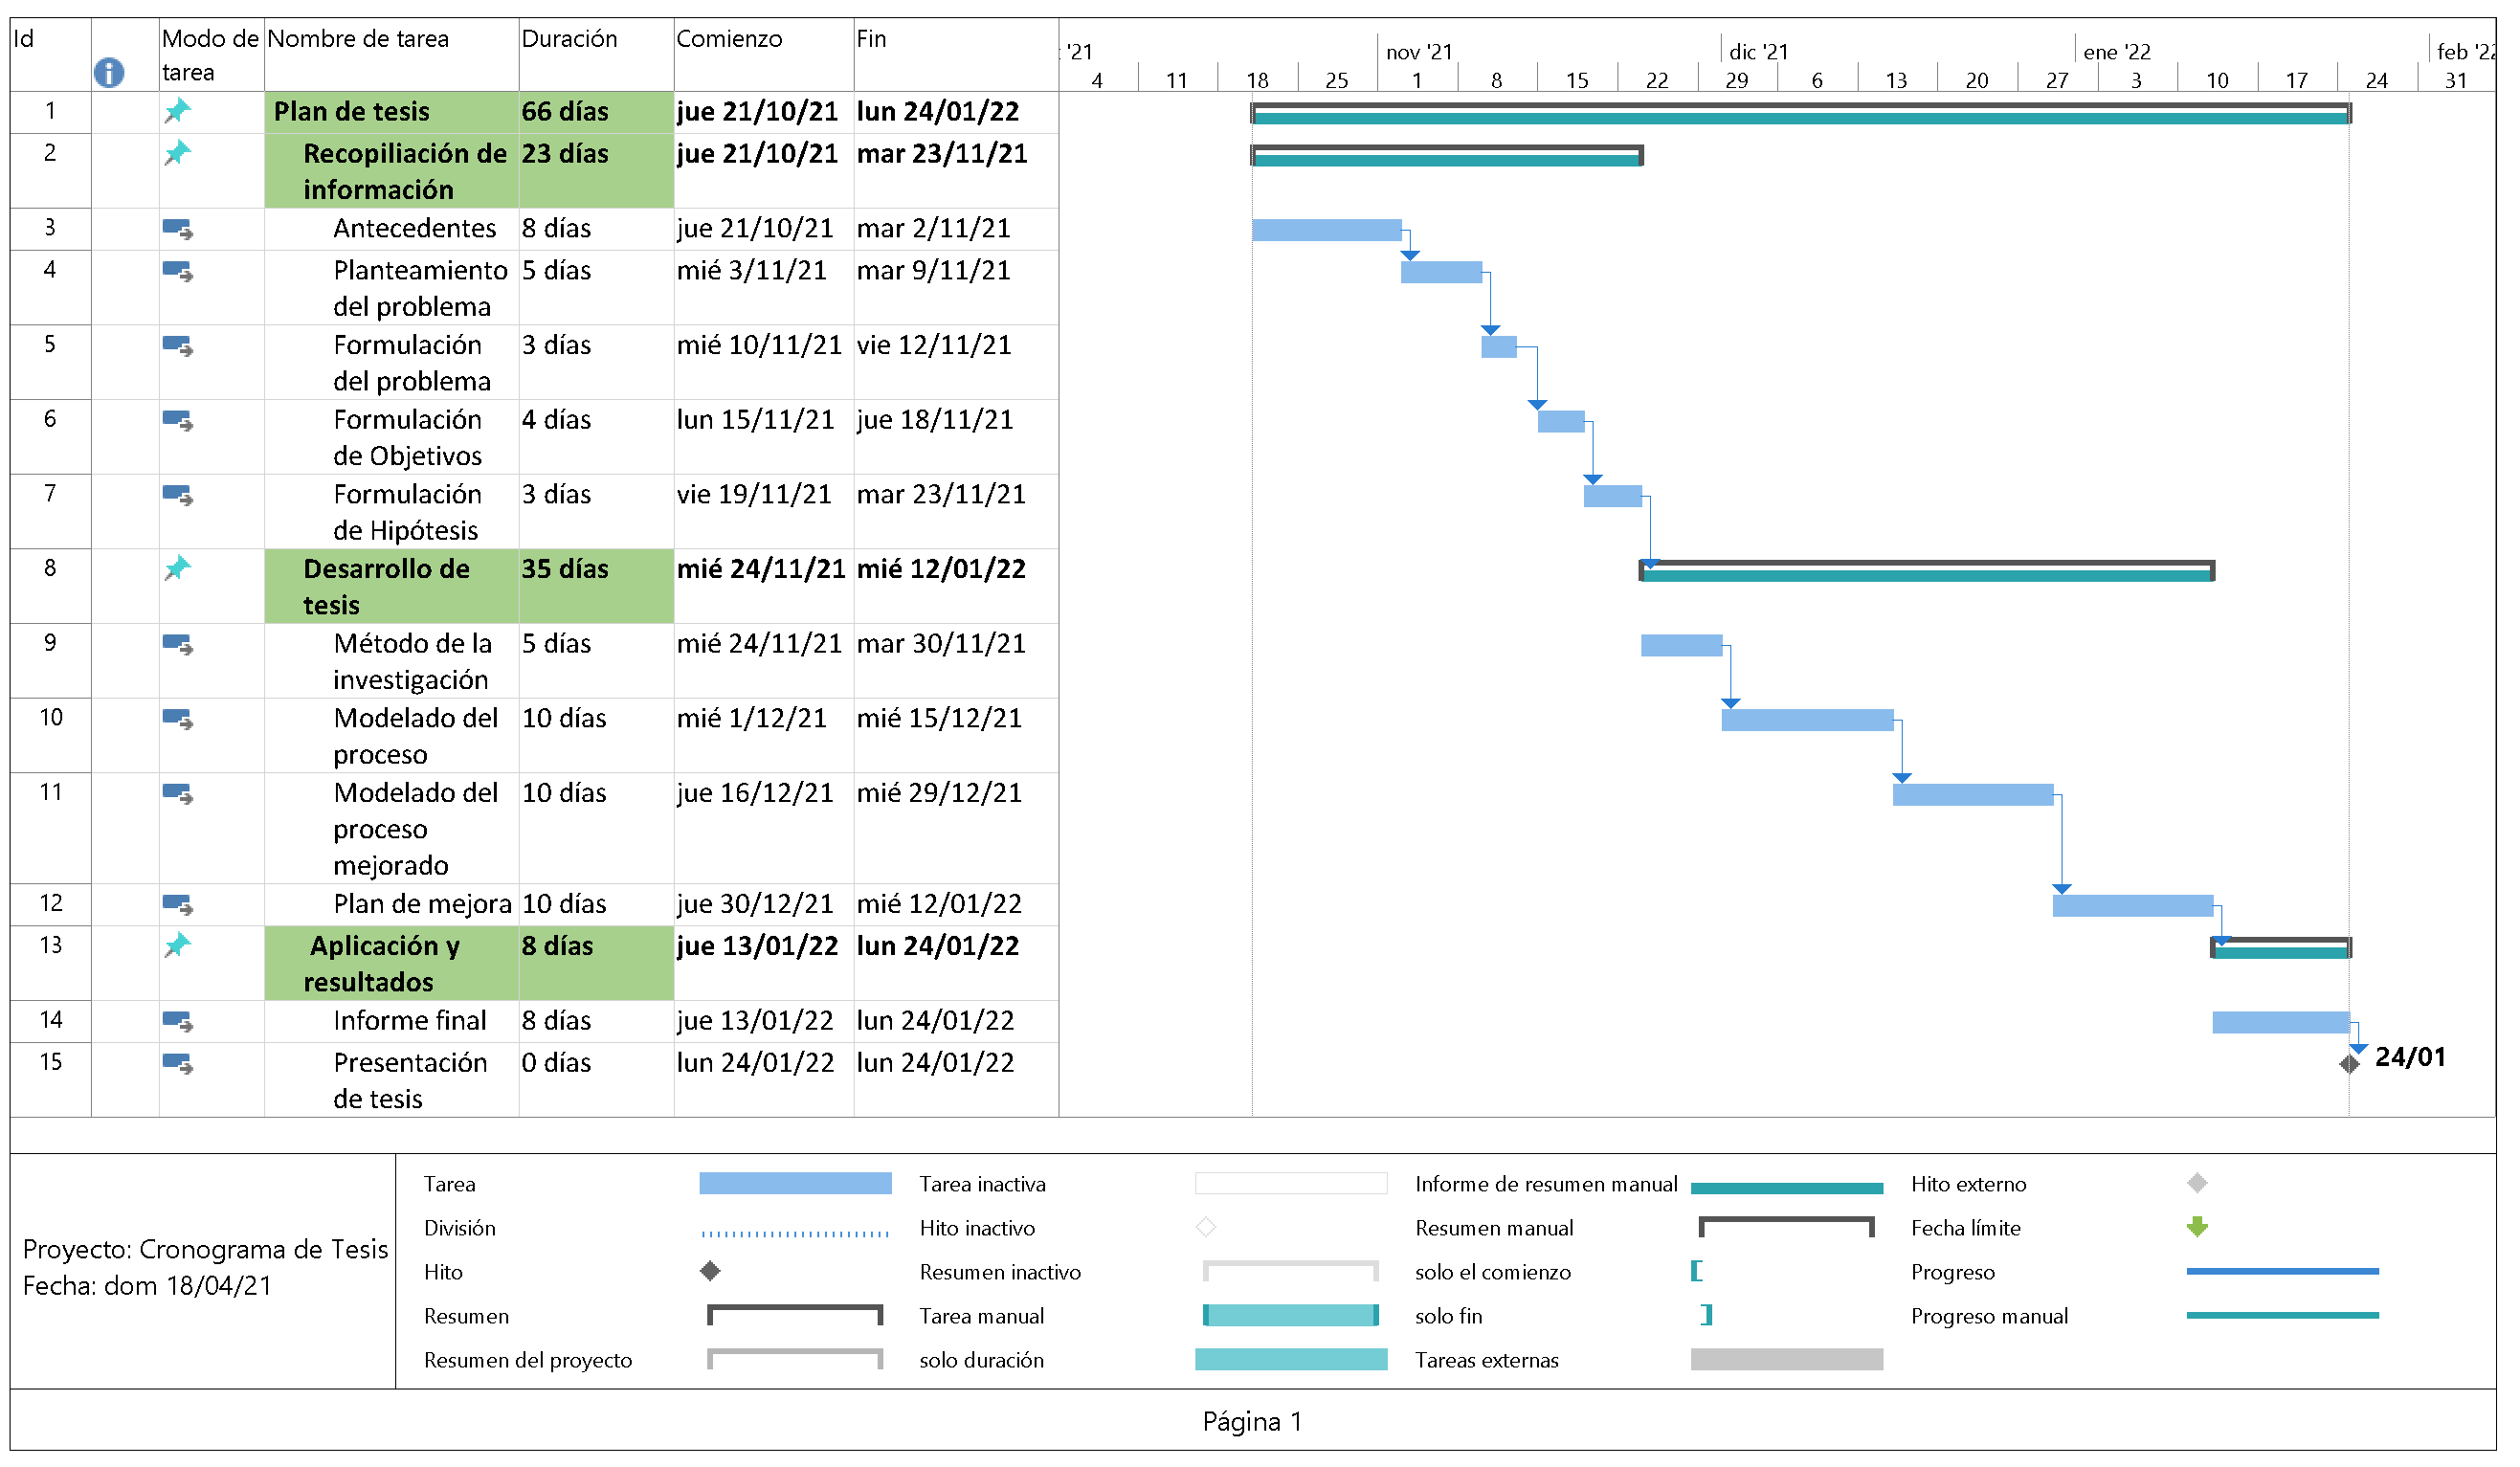 Id Modo de tarea Nombre de tarea Duración Comienzo Fin
'21 nov '21 dic '21 ene '22 feb '22
4 11 18 25 1 8 15 22 29 6 13 20 27 3 10 17 24 31
1 Plan de tesis 66 días jue 21/10/21 lun 24/01/22
2 Recopiliación de 23 días jue 21/10/21 mar 23/11/21
información
3 Antecedentes 8 días jue 21/10/21 mar 2/11/21
4 Planteamiento 5 días mié 3/11/21 mar 9/11/21
del problema
5 Formulación 3 días mié 10/11/21 vie 12/11/21
del problema
6 Formulación 4 días lun 15/11/21 jue 18/11/21
de Objetivos
7 Formulación 3 días vie 19/11/21 mar 23/11/21
de Hipótesis
8 Desarrollo de 35 días mié 24/11/21 mié 12/01/22
tesis
9 Método de la 5 días mié 24/11/21 mar 30/11/21
investigación
10 Modelado del 10 días mié 1/12/21 mié 15/12/21
proceso
11 Modelado del 10 días jue 16/12/21 mié 29/12/21
proceso
mejorado
12 Plan de mejora 10 días jue 30/12/21 mié 12/01/22
13 Aplicación y 8 días jue 13/01/22 lun 24/01/22
resultados
14 Informe final 8 días jue 13/01/22 lun 24/01/22
15 Presentación 0 días lun 24/01/22 lun 24/01/22
de tesis
24/01
Proyecto: Cronograma de Tesis
Fecha: dom 18/04/21
Tarea
División
Hito
Resumen
Resumen del proyecto
Tarea inactiva
Hito inactivo
Resumen inactivo
Tarea manual
solo duración
Informe de resumen manual
Resumen manual
solo el comienzo
solo fin
Tareas externas
Hito externo
Fecha límite
Progreso
Progreso manual
Página 1